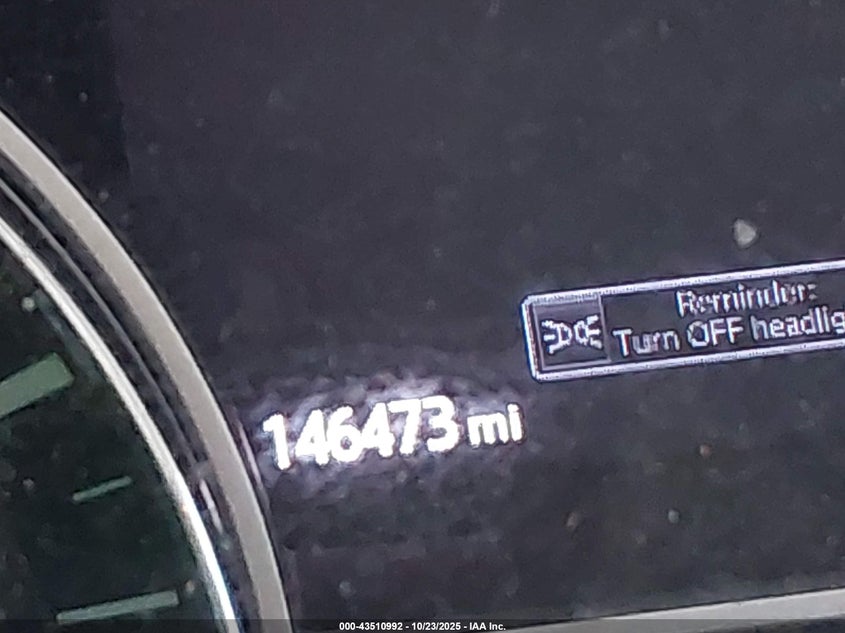 Reminder:
Turn OFF headlig
146473 mi
000-43510992 - 10/23/2025 - IAA Inc.